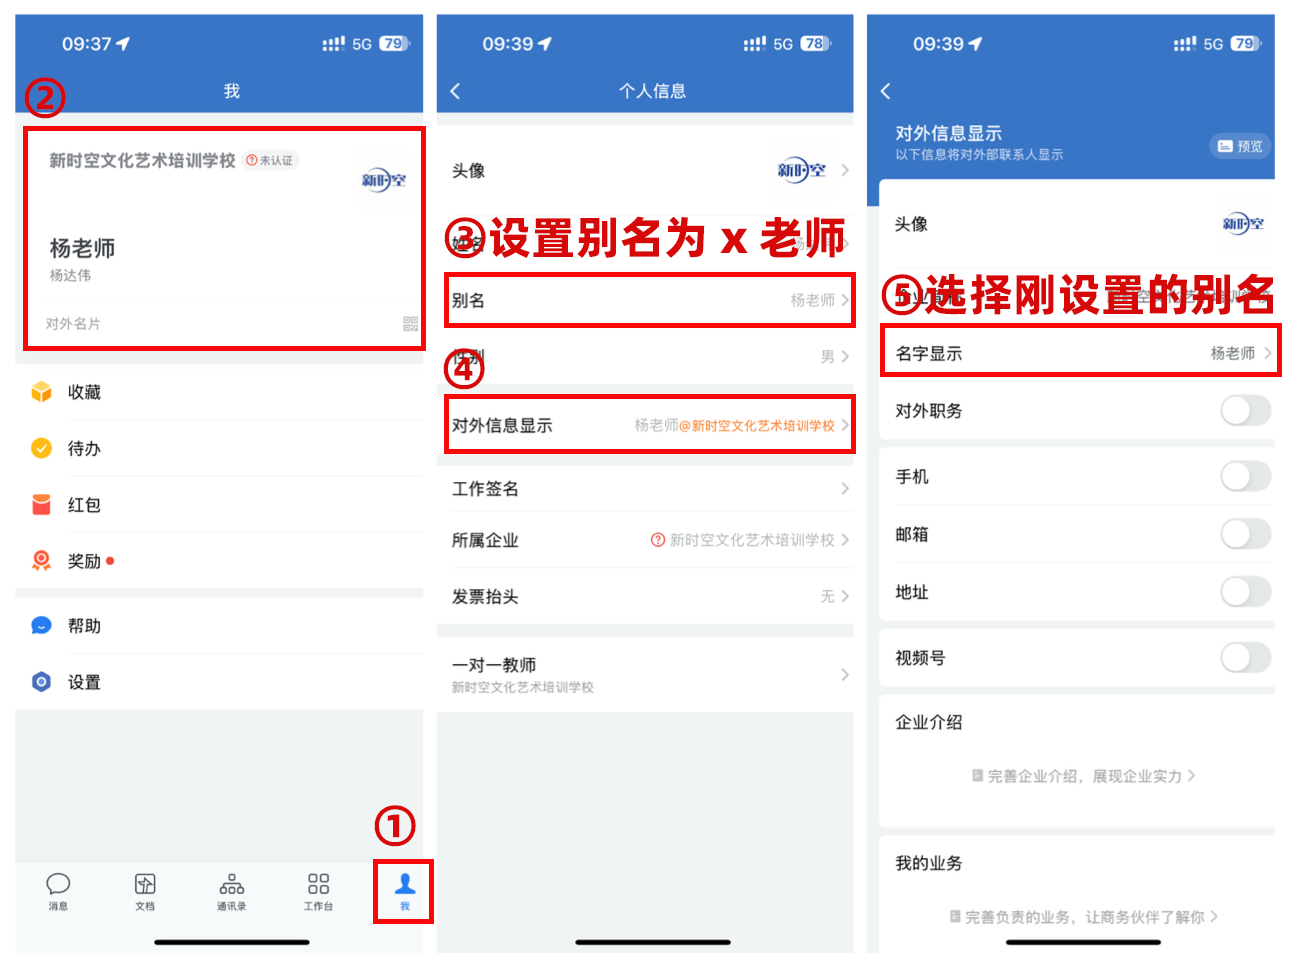 09:37
5G 79
我
②
新时空文化艺术培训学校 未认证
新时空
杨老师
杨达伟
对外名片
收藏
待办
红包
奖励
帮助
设置
①
消息
文档
通讯录
工作台
我
09:39
5G 78
个人信息
头像
新时空
③设置别名为 x 老师
姓名
别名
杨老师
性别
男
④
对外信息显示
杨老师@新时空文化艺术培训学校
工作签名
所属企业
新时空文化艺术培训学校
发票抬头
无
一对一教师
新时空文化艺术培训学校
09:39
5G 79
对外信息显示
以下信息将对外部联系人显示
预览
头像
新时空
⑤选择刚设置的别名
名字显示
杨老师
对外职务
手机
邮箱
地址
视频号
企业介绍
完善企业介绍，展现企业实力
我的业务
完善负责的业务，让商务伙伴了解你